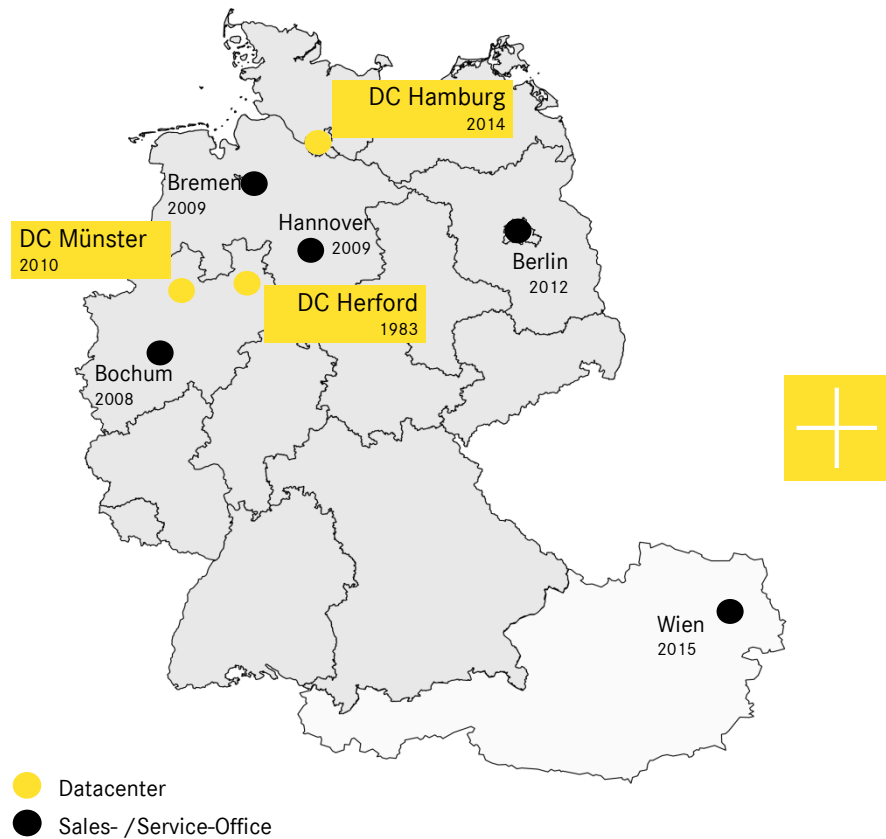 DC Hamburg
2014
Bremen
2009
Hannover
2009
DC Münster
2010
Berlin
2012
DC Herford
1983
Bochum
2008
Wien
2015
Datacenter
Sales- /Service-Office